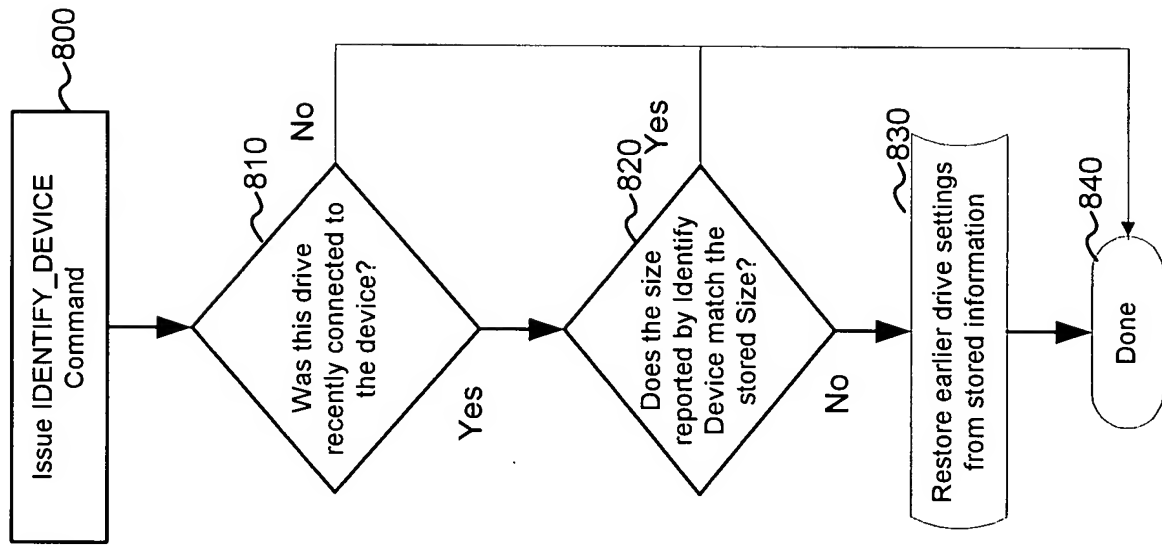 Issue IDENTIFY_DEVICE
Command
800
Was this drive
recently connected to
the device?
810
No
Yes
Does the size
reported by Identify
Device match the
stored Size?
820
Yes
No
Restore earlier drive settings
from stored information
830
Done
840